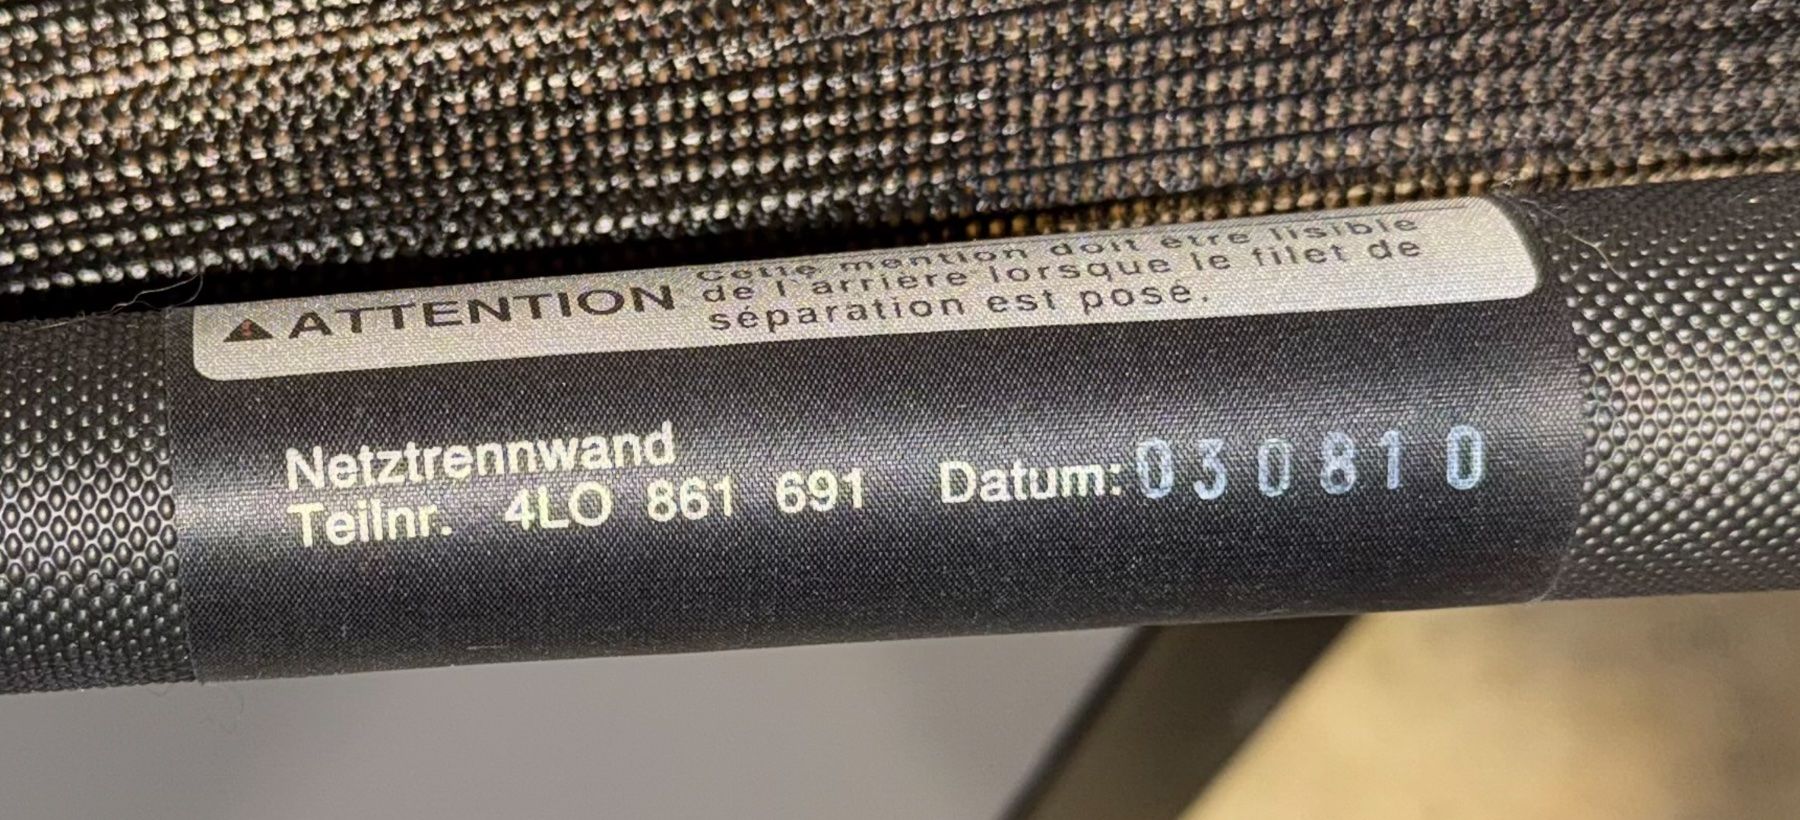 ATTENTION
Cette mention doit être lisible
de l'arrière lorsque le filet de
séparation est posé.
Netztrennwand
Teilnr. 4LO 861 691 Datum: 030810